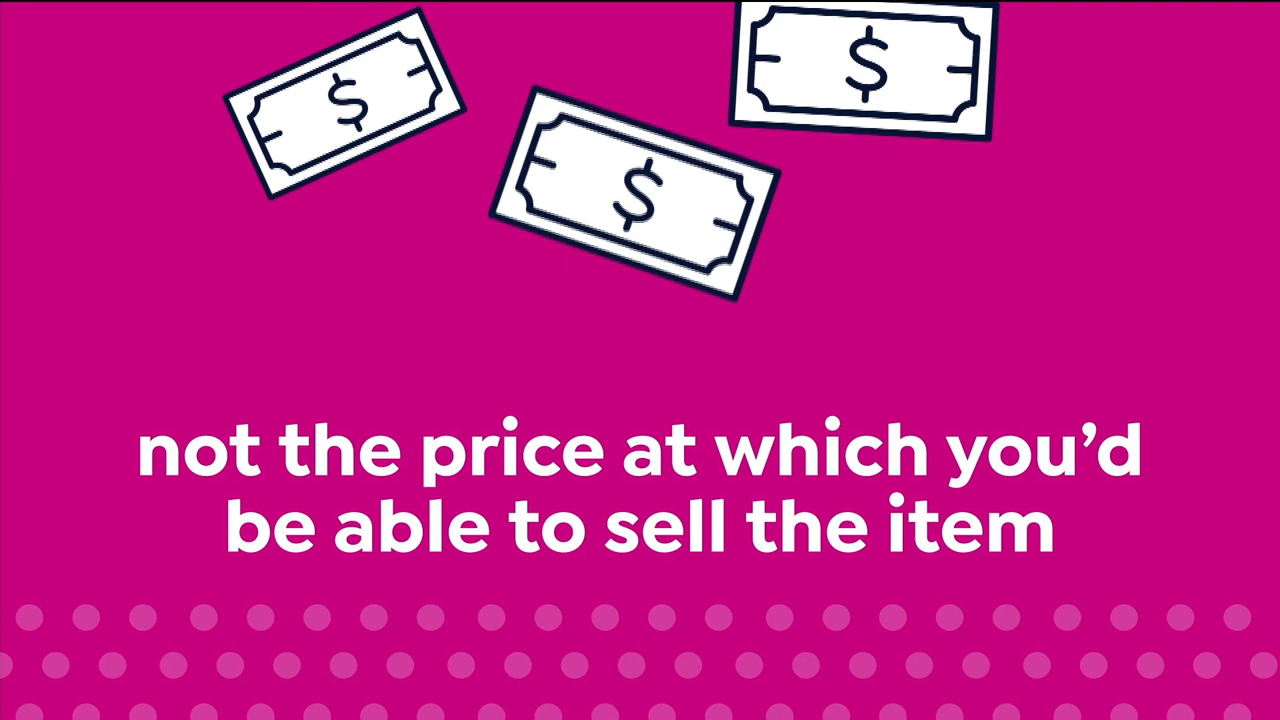 $
$
$
not the price at which you’d
be able to sell the item